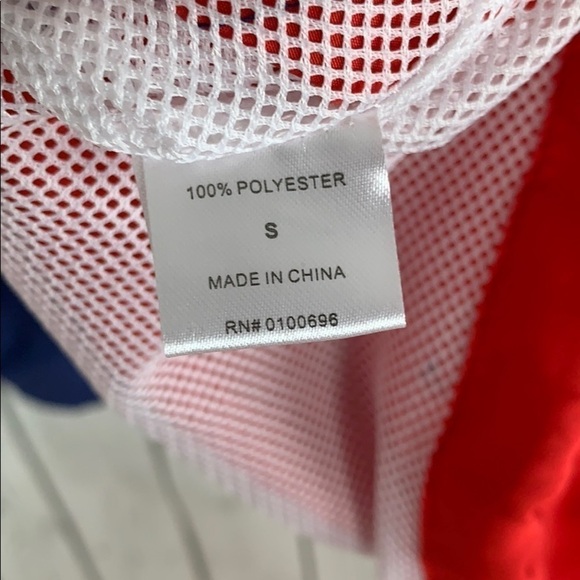 100% POLYESTER
S
MADE IN CHINA
RN# 0100696